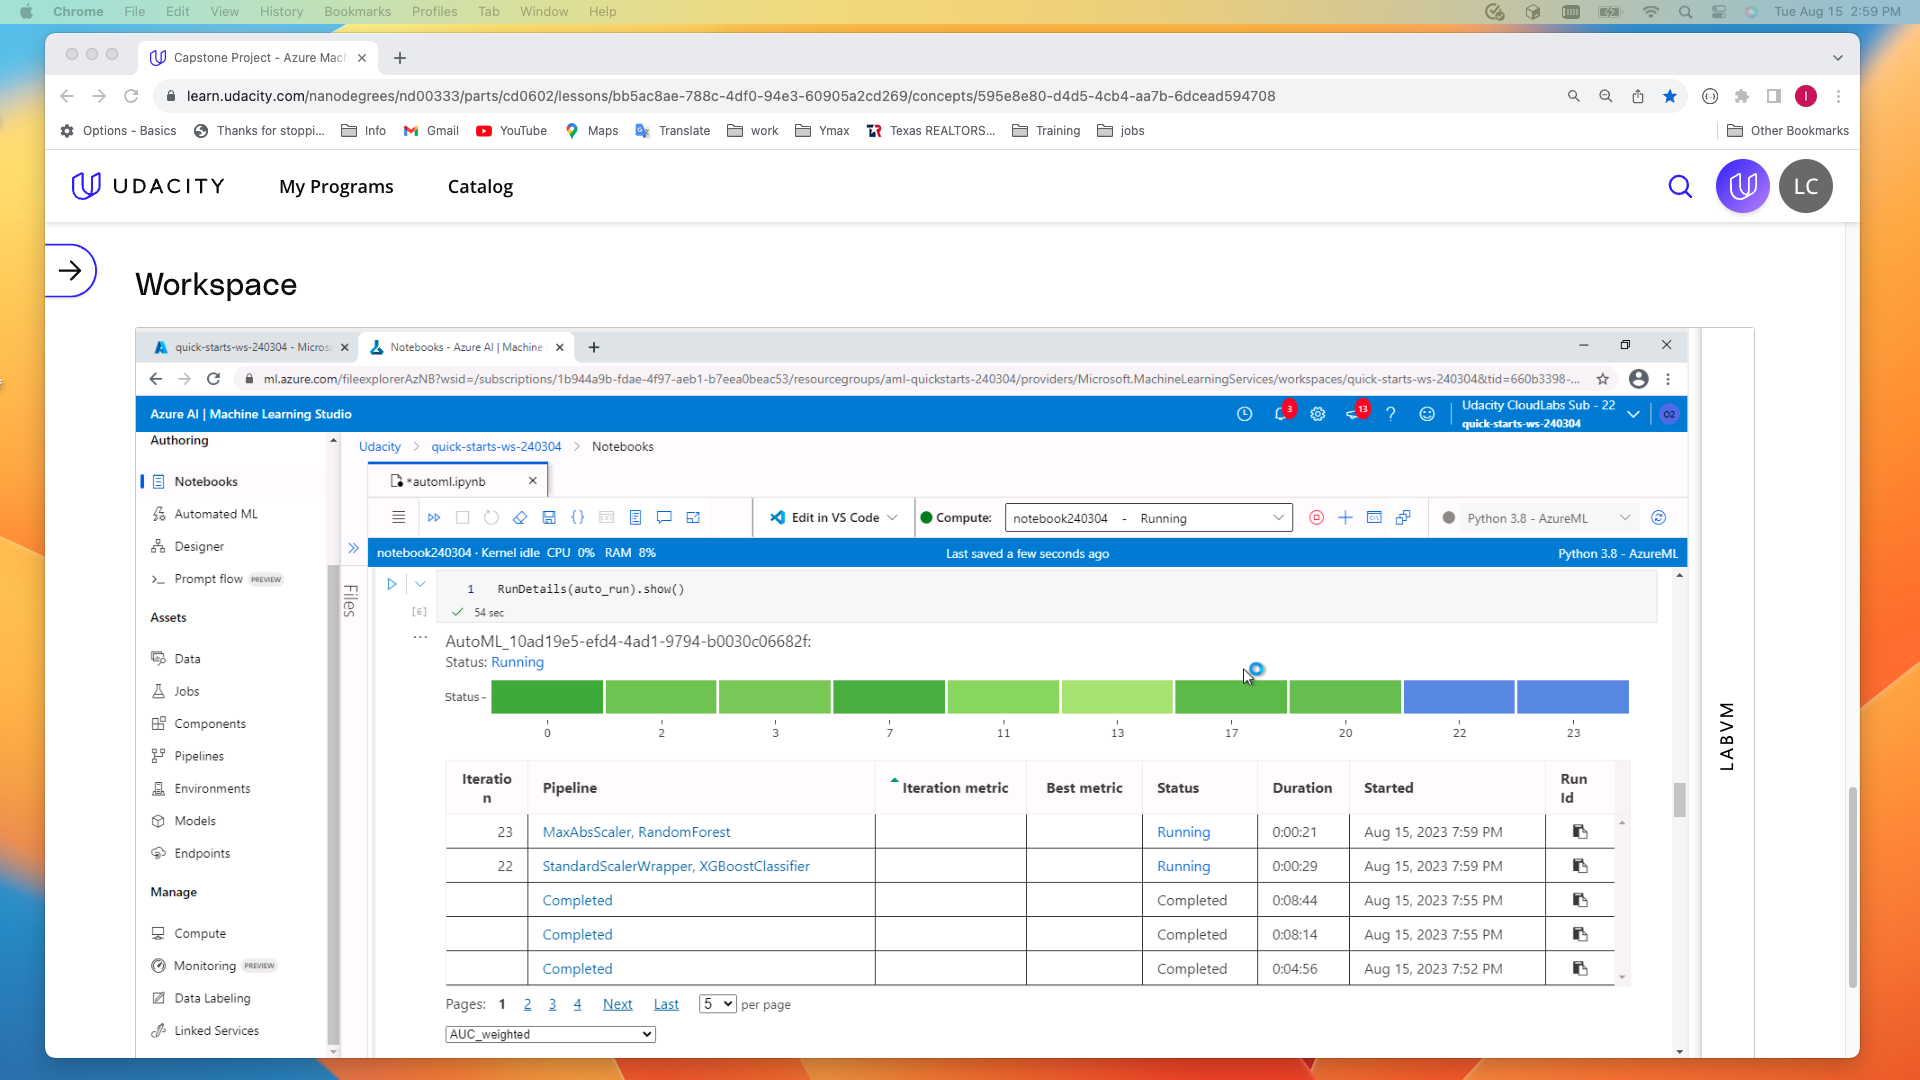 Chrome File Edit View History Bookmarks Profiles Tab Window Help Tue Aug 15 2:59 PM
Capstone Project - Azure Mach
learn.udacity.com/nanodegrees/nd00333/parts/cd0602/lessons/bb5ac8ae-788c-4df0-94e3-60905a2cd269/concepts/595e8e80-d4d5-4cb4-aa7b-6dcead594708
I
Options - Basics Thanks for stoppi... Info Gmail YouTube Maps Translate work Ymax Texas REALTORS... Training jobs Other Bookmarks
UDACITY My Programs Catalog LC
Workspace
quick-starts-ws-240304 - Micros Notebooks - Azure AI | Machine
ml.azure.com/fileexplorerAzNB?wsid=/subscriptions/1b944a9b-fdae-4f97-aeb1-b7eea0beac53/resourcegroups/aml-quickstarts-240304/providers/Microsoft.MachineLearningServices/workspaces/quick-starts-ws-240304&tid=660b3398-...
Azure AI | Machine Learning Studio 3 13 ? Udacity CloudLabs Sub - 22 O2
quick-starts-ws-240304
Authoring
Notebooks
Automated ML
Designer
Prompt flow PREVIEW
Assets
Data
Jobs
Components
Pipelines
Environments
Models
Endpoints
Manage
Compute
Monitoring PREVIEW
Data Labeling
Linked Services
Udacity > quick-starts-ws-240304 > Notebooks
*automl.ipynb
Edit in VS Code Compute: notebook240304 - Running Python 3.8 - AzureML
notebook240304 · Kernel idle CPU 0% RAM 8% Last saved a few seconds ago Python 3.8 - AzureML
Files
1 RunDetails(auto_run).show()
[6] 54 sec
AutoML_10ad19e5-efd4-4ad1-9794-b0030c06682f:
Status: Running
Status
0 2 3 7 11 13 17 20 22 23
Iteration Pipeline Iteration metric Best metric Status Duration Started Run Id
23 MaxAbsScaler, RandomForest Running 0:00:21 Aug 15, 2023 7:59 PM
22 StandardScalerWrapper, XGBoostClassifier Running 0:00:29 Aug 15, 2023 7:59 PM
Completed Completed 0:08:44 Aug 15, 2023 7:55 PM
Completed Completed 0:08:14 Aug 15, 2023 7:55 PM
Completed Completed 0:04:56 Aug 15, 2023 7:52 PM
Pages: 1 2 3 4 Next Last 5 per page
AUC_weighted
LABVM